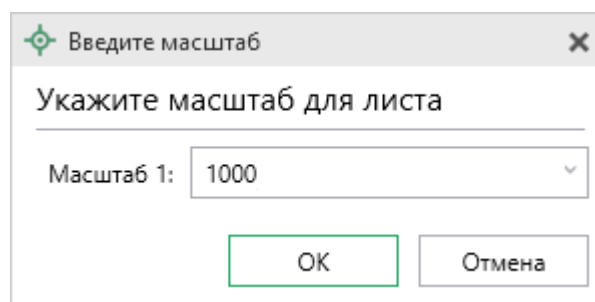 Введите масштаб
Укажите масштаб для листа
Масштаб 1: 1000
ОК Отмена